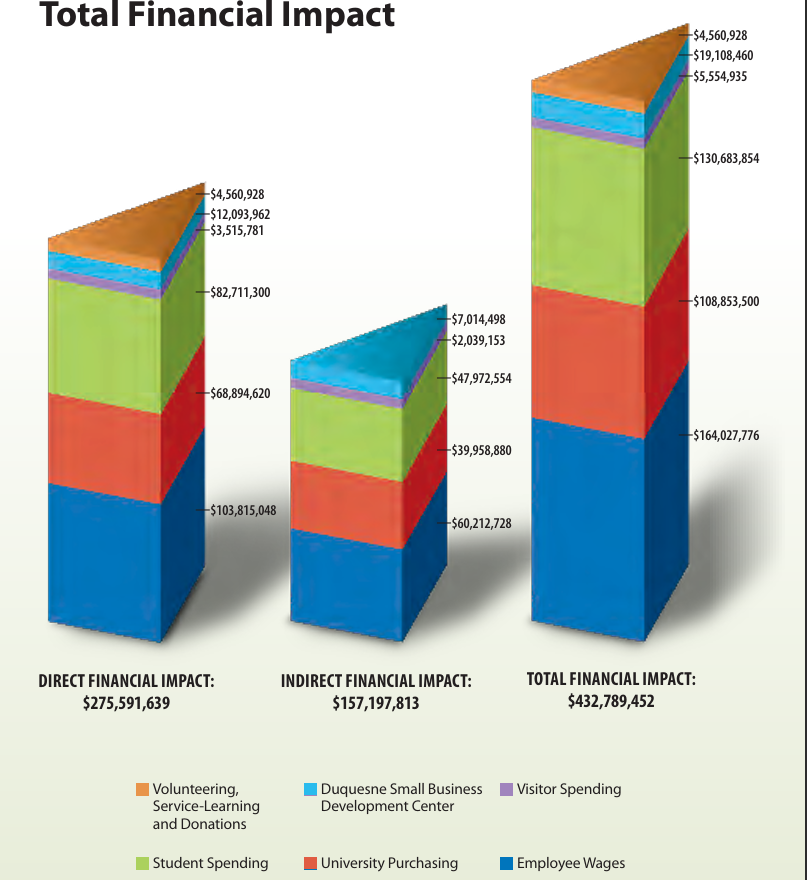 Total Financial Impact
$4,560,928
$12,093,962
$3,515,781
$82,711,300
$68,894,620
$103,815,048
$7,014,498
$2,039,153
$47,972,554
$39,958,880
$60,212,728
$4,560,928
$19,108,460
$5,554,935
$130,683,854
$108,853,500
$164,027,776
DIRECT FINANCIAL IMPACT:
$275,591,639
INDIRECT FINANCIAL IMPACT:
$157,197,813
TOTAL FINANCIAL IMPACT:
$432,789,452
Volunteering,
Service-Learning
and Donations
Duquesne Small Business
Development Center
Visitor Spending
Student Spending
University Purchasing
Employee Wages